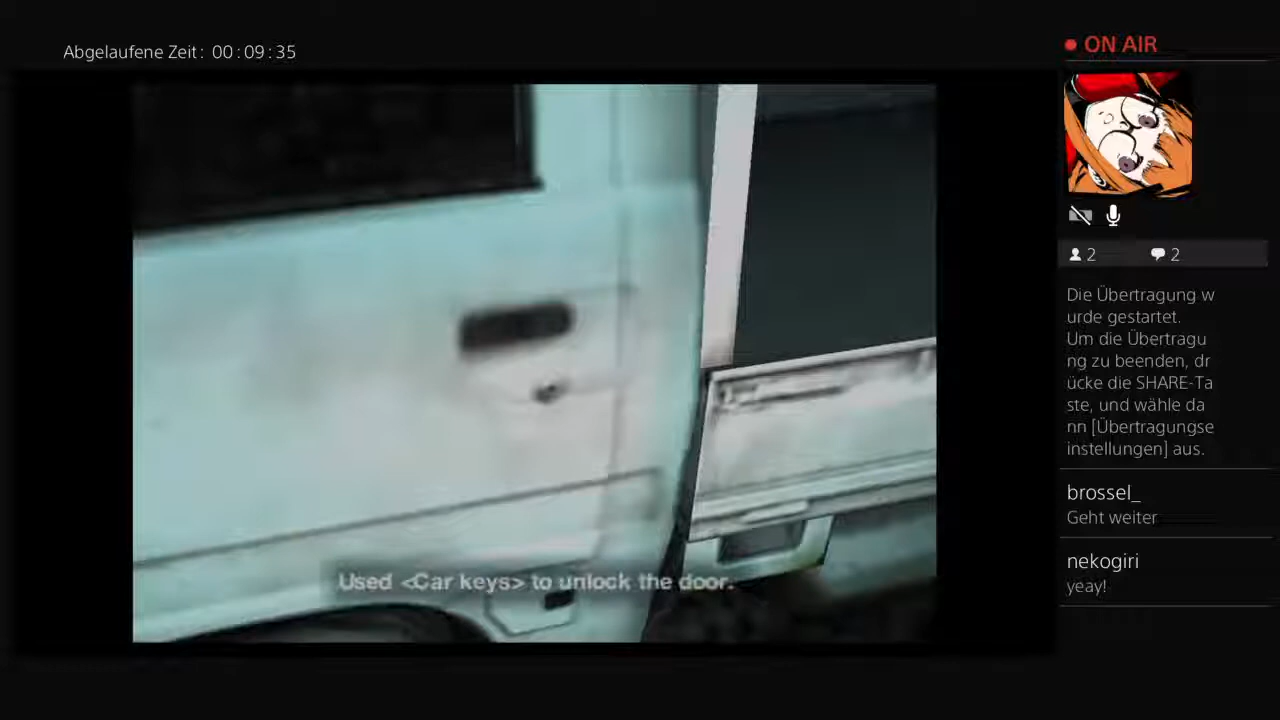 Abgelaufene Zeit: 00:09:35
ON AIR
2
2
Die Übertragung w
urde gestartet.
Um die Übertragu
ng zu beenden, dr
ücke die SHARE-Ta
ste, und wähle da
nn [Übertragungse
instellungen] aus.
brossel_
Geht weiter
nekogiri
yeay!
Used <Car keys> to unlock the door.